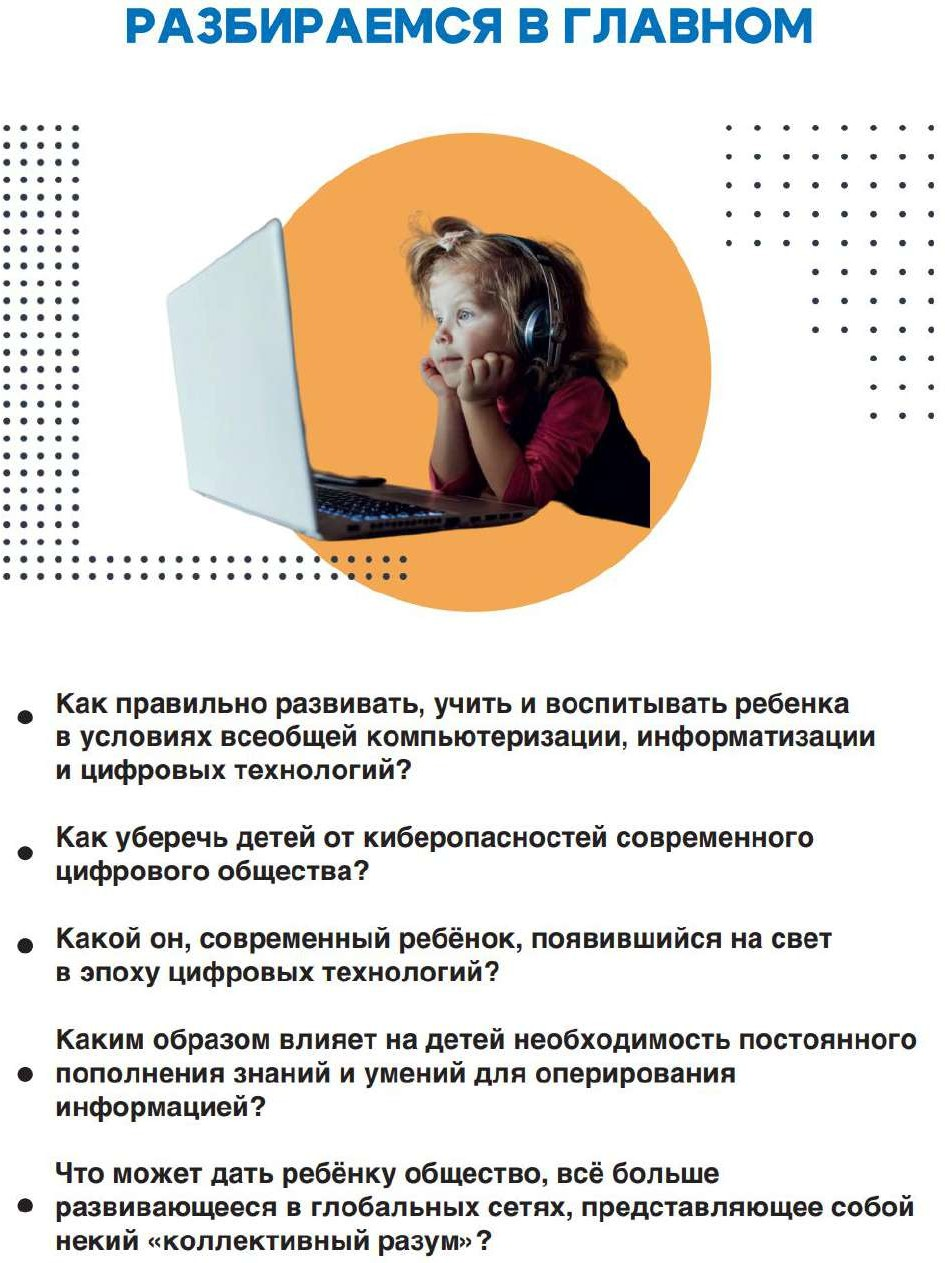 РАЗБИРАЕМСЯ В ГЛАВНОМ
• Как правильно развивать, учить и воспитывать ребенка
в условиях всеобщей компьютеризации, информатизации
и цифровых технологий?
• Как уберечь детей от киберопасностей современного
цифрового общества?
• Какой он, современный ребёнок, появившийся на свет
в эпоху цифровых технологий?
Каким образом влияет на детей необходимость постоянного
• пополнения знаний и умений для оперирования
информацией?
Что может дать ребёнку общество, всё больше
• развивающееся в глобальных сетях, представляющее собой
некий «коллективный разум»?